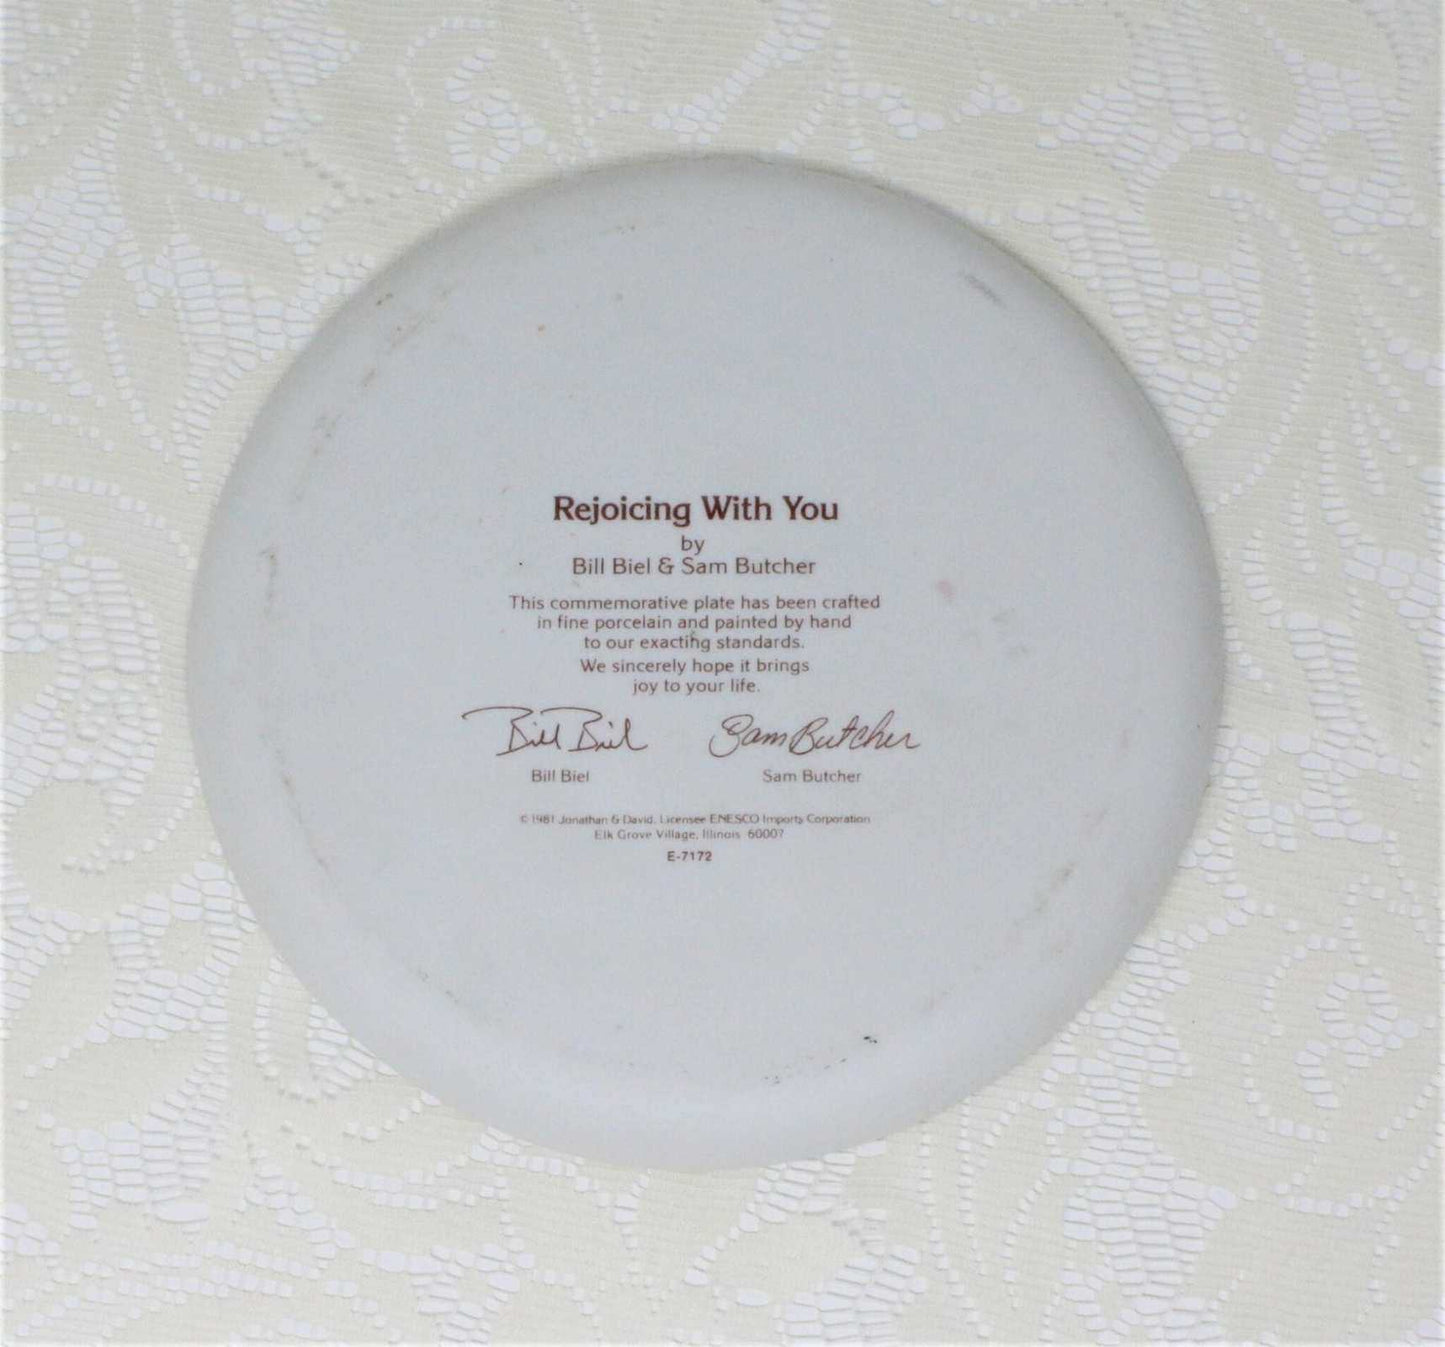 Rejoicing With You
by
Bill Biel & Sam Butcher
This commemorative plate has been crafted
in fine porcelain and painted by hand
to our exacting standards.
We sincerely hope it brings
joy to your life.
Bill Biel Sam Butcher
Bill Biel Sam Butcher
© 1981 Jonathan & David. Licensee ENESCO Imports Corporation
Elk Grove Village, Illinois 60007
E-7172